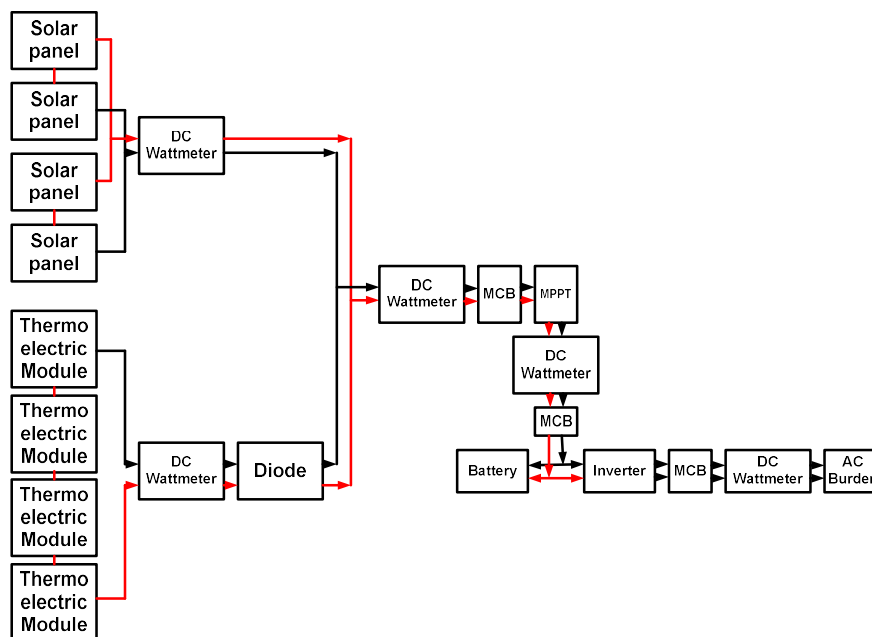 Solar
panel
Solar
panel
Solar
panel
Solar
panel
DC
Wattmeter
Thermo
electric
Module
Thermo
electric
Module
Thermo
electric
Module
Thermo
electric
Module
DC
Wattmeter
Diode
DC
Wattmeter
MCB
MPPT
DC
Wattmeter
MCB
Battery
Inverter
MCB
DC
Wattmeter
AC
Burden